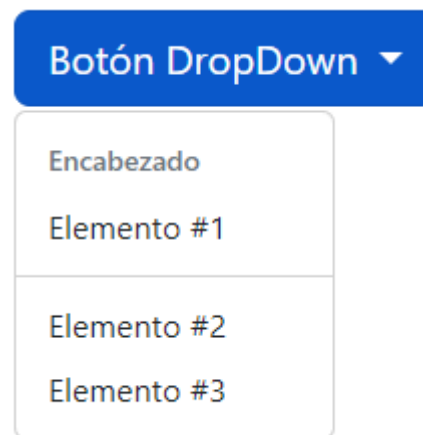 Botón DropDown
Encabezado
Elemento #1
Elemento #2
Elemento #3